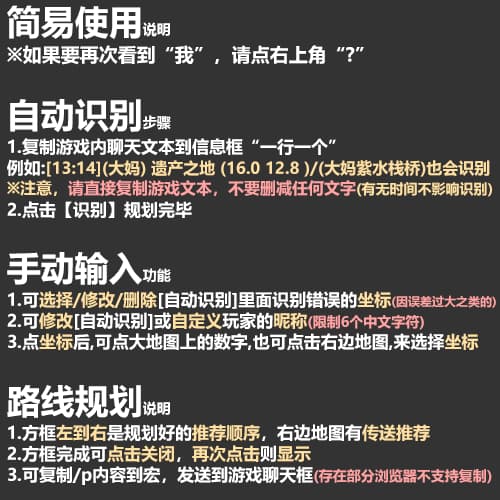 简易使用说明
※如果要再次看到“我”，请点右上角“?”
自动识别步骤
1.复制游戏内聊天文本到信息框“一行一个”
例如:[13:14](大妈) 遗产之地 (16.0 12.8 )/(大妈紫水栈桥)也会识别
※注意，请直接复制游戏文本，不要删减任何文字(有无时间不影响识别)
2.点击【识别】规划完毕
手动输入功能
1.可选择/修改/删除[自动识别]里面识别错误的坐标(因误差过大之类的)
2.可修改[自动识别]或自定义玩家的昵称(限制6个中文字符)
3.点坐标后,可点大地图上的数字,也可点击右边地图,来选择坐标
路线规划说明
1.方框左到右是规划好的推荐顺序，右边地图有传送推荐
2.方框完成可点击关闭，再次点击则显示
3.可复制/p内容到宏，发送到游戏聊天框(存在部分浏览器不支持复制)